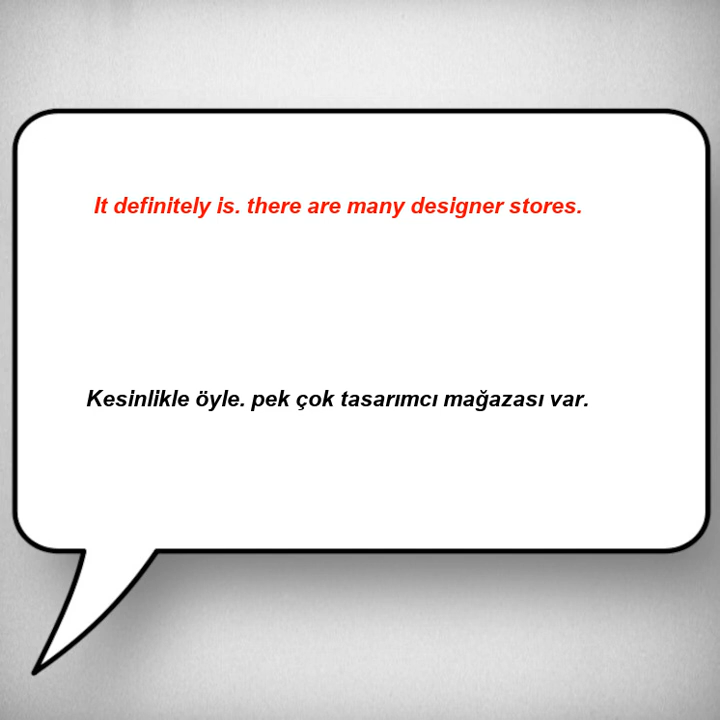 It definitely is. there are many designer stores.
Kesinlikle öyle. pek çok tasarımcı mağazası var.